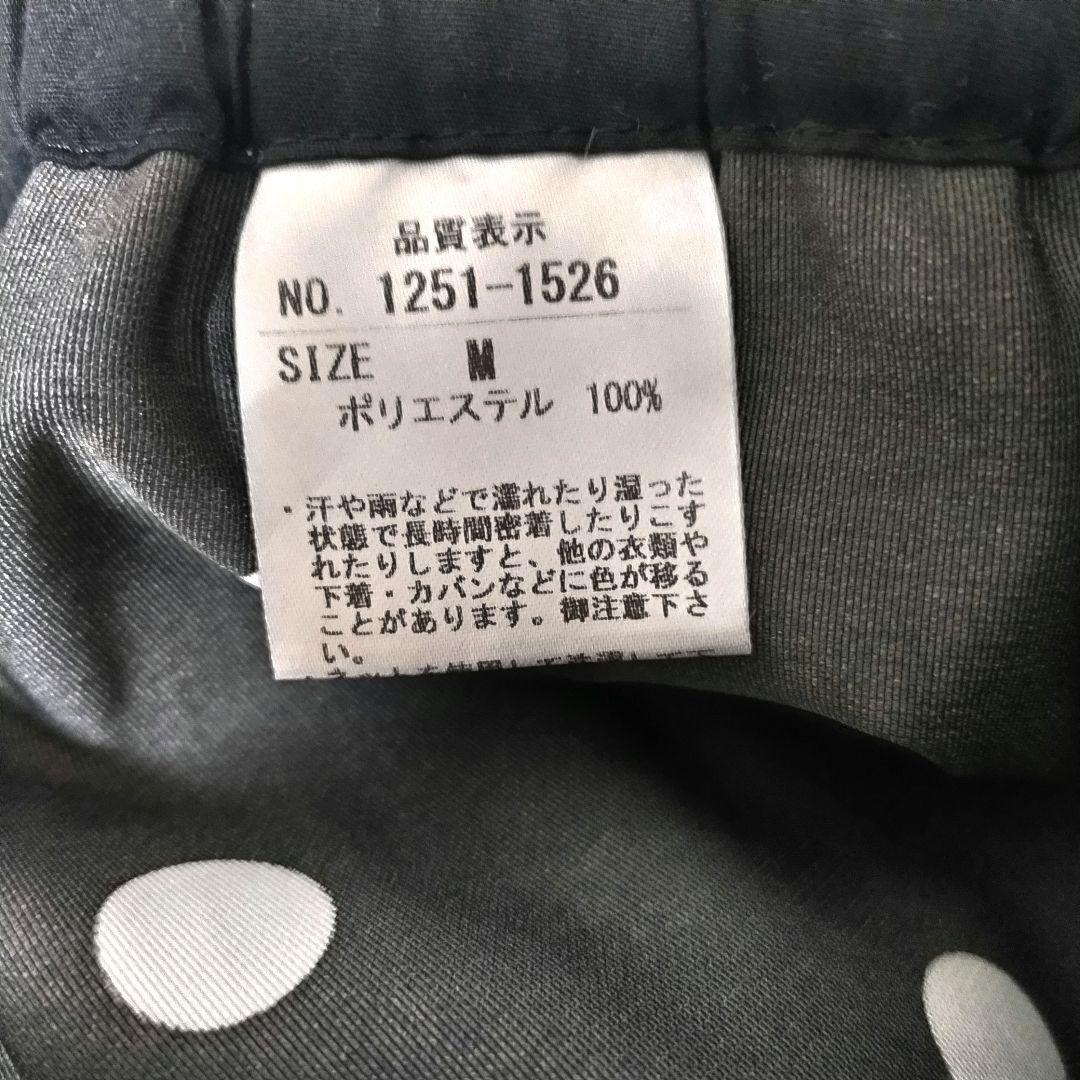 品質表示
NO. 1251-1526
SIZE M
ポリエステル 100%
・汗や雨などで濡れたり湿った
状態で長時間密着したりこす
れたりしますと、他の衣類や
下着・カバンなどに色が移る
ことがあります。御注意下さ
い。